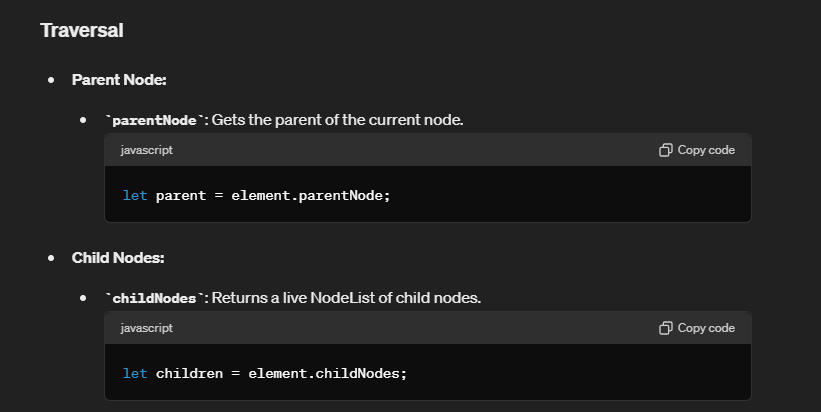 Traversal
• Parent Node:
• `parentNode`: Gets the parent of the current node.
javascript Copy code
let parent = element.parentNode;
• Child Nodes:
• `childNodes`: Returns a live NodeList of child nodes.
javascript Copy code
let children = element.childNodes;